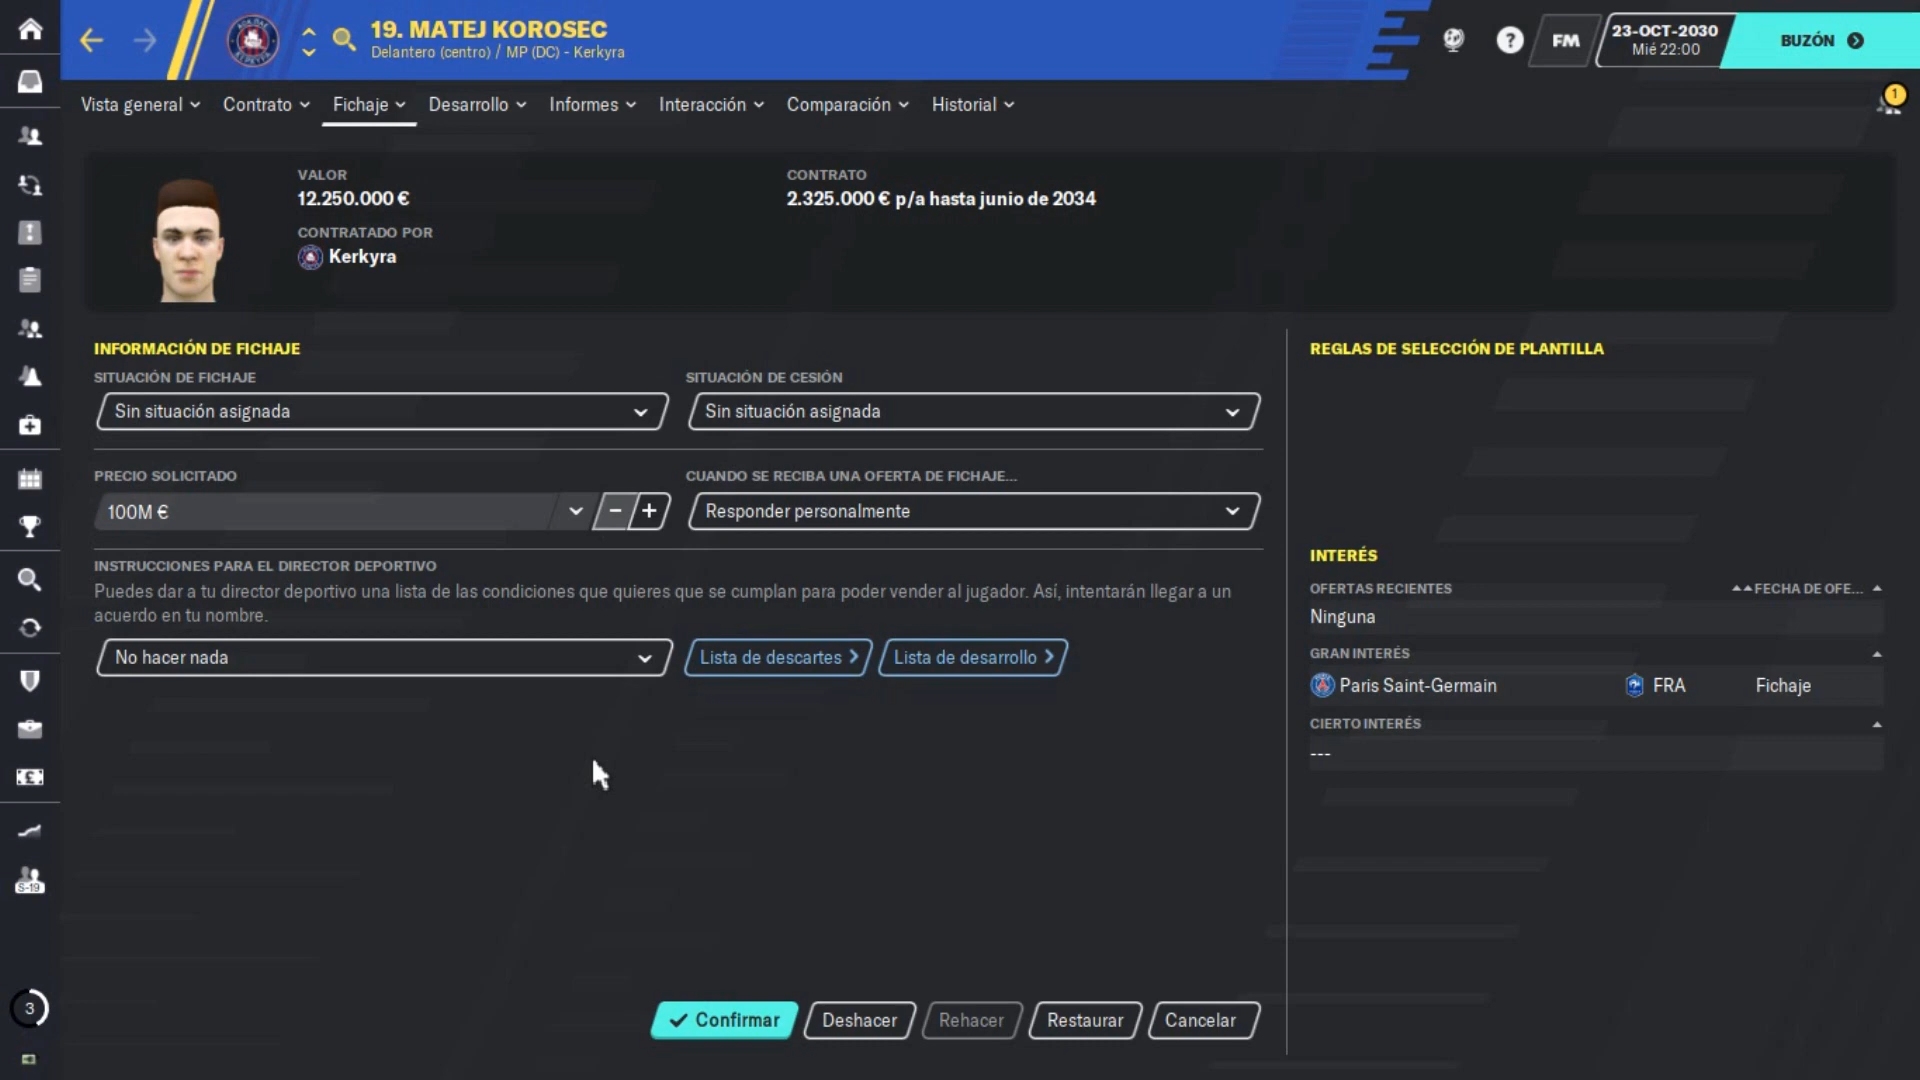 19. MATEJ KOROSEC
Delantero (centro) / MP (DC) - Kerkyra
FM
23-OCT-2030
Mié 22:00
BUZÓN
Vista general
Contrato
Fichaje
Desarrollo
Informes
Interacción
Comparación
Historial
1
VALOR
12.250.000 €
CONTRATADO POR
Kerkyra
CONTRATO
2.325.000 € p/a hasta junio de 2034
INFORMACIÓN DE FICHAJE
SITUACIÓN DE FICHAJE
Sin situación asignada
SITUACIÓN DE CESIÓN
Sin situación asignada
PRECIO SOLICITADO
100M €
CUANDO SE RECIBA UNA OFERTA DE FICHAJE...
Responder personalmente
INSTRUCCIONES PARA EL DIRECTOR DEPORTIVO
Puedes dar a tu director deportivo una lista de las condiciones que quieres que se cumplan para poder vender al jugador. Así, intentarán llegar a un
acuerdo en tu nombre.
No hacer nada
Lista de descartes
Lista de desarrollo
REGLAS DE SELECCIÓN DE PLANTILLA
INTERÉS
OFERTAS RECIENTES
FECHA DE OFE...
Ninguna
GRAN INTERÉS
Paris Saint-Germain
FRA
Fichaje
CIERTO INTERÉS
---
S-19
3
Confirmar
Deshacer
Rehacer
Restaurar
Cancelar